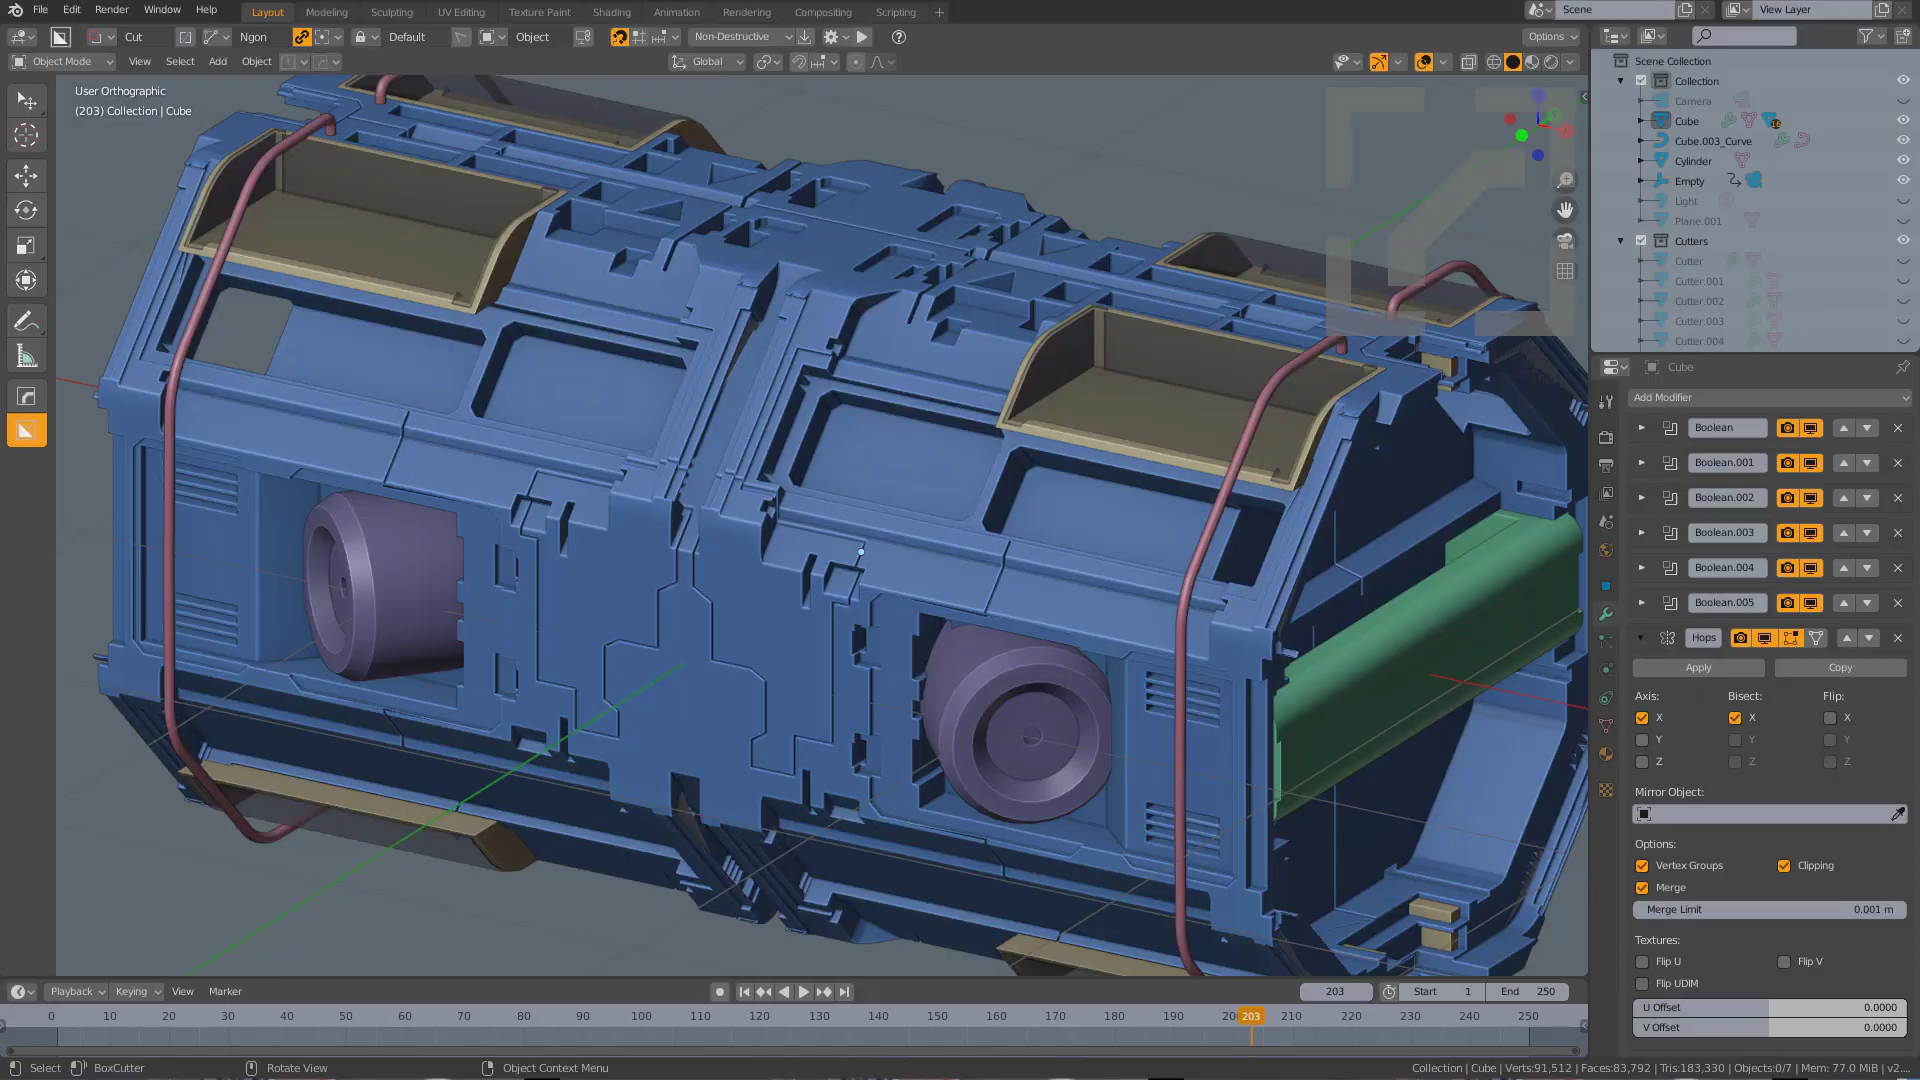 File Edit Render Window Help Layout Modeling Sculpting UV Editing Texture Paint Shading Animation Rendering Compositing Scripting + Scene View Layer
Cut Ngon Default Object Non-Destructive Options
Object Mode View Select Add Object Global
User Orthographic
(203) Collection | Cube
Scene Collection
Collection
Camera
Cube
Cube.003_Curve
Cylinder
Empty
Light
Plane.001
Cutters
Cutter
Cutter.001
Cutter.002
Cutter.003
Cutter.004
Cube
Add Modifier
Boolean
Boolean.001
Boolean.002
Boolean.003
Boolean.004
Boolean.005
Hops
Apply Copy
Axis: Bisect: Flip:
X X X
Y Y Y
Z Z Z
Mirror Object:
Options:
Vertex Groups Clipping
Merge
Merge Limit 0.001 m
Textures:
Flip U Flip V
Flip UDIM
U Offset 0.0000
V Offset 0.0000
Playback Keying View Marker 203 Start 1 End 250
0 10 20 30 40 50 60 70 80 90 100 110 120 130 140 150 160 170 180 190 20 203 210 220 230 240 250
Select BoxCutter Rotate View Object Context Menu Collection | Cube | Verts:91,512 | Faces:83,792 | Tris:183,330 | Objects:0/7 | Mem: 77.0 MiB | v2....